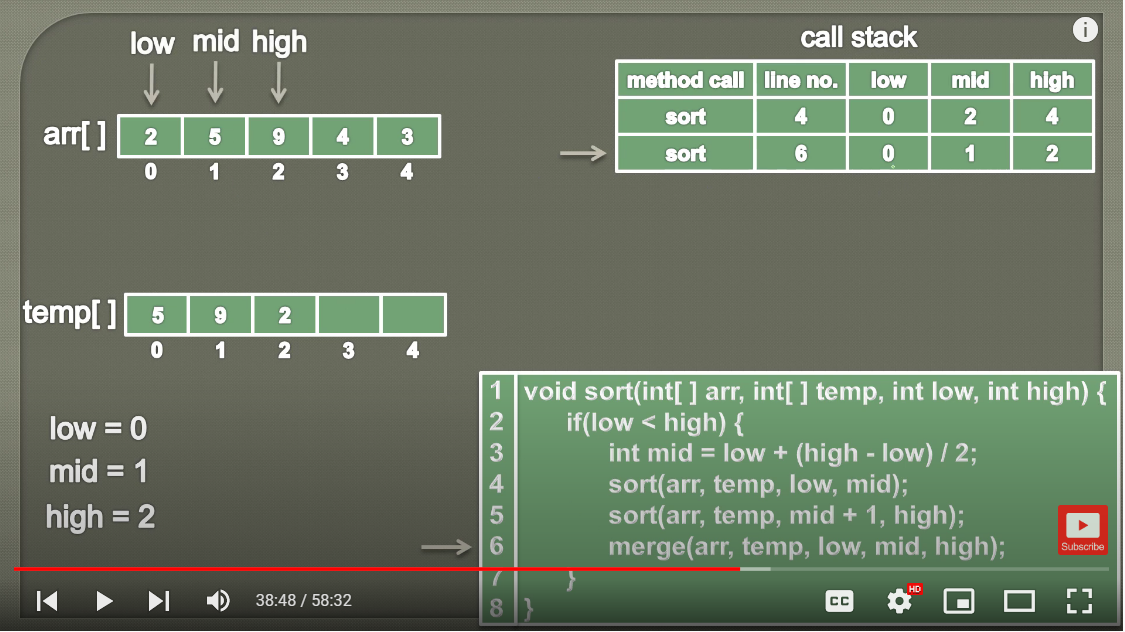 low mid high
call stack
method call line no. low mid high
sort 4 0 2 4
sort 6 0 1 2
arr[ ] 2 5 9 4 3
0 1 2 3 4
temp[ ] 5 9 2
0 1 2 3 4
low = 0
mid = 1
high = 2
1 void sort(int[ ] arr, int[ ] temp, int low, int high) {
2 if(low < high) {
3 int mid = low + (high - low) / 2;
4 sort(arr, temp, low, mid);
5 sort(arr, temp, mid + 1, high);
6 merge(arr, temp, low, mid, high);
7 }
8 }
Subscribe
38:48 / 58:32
CC
HD